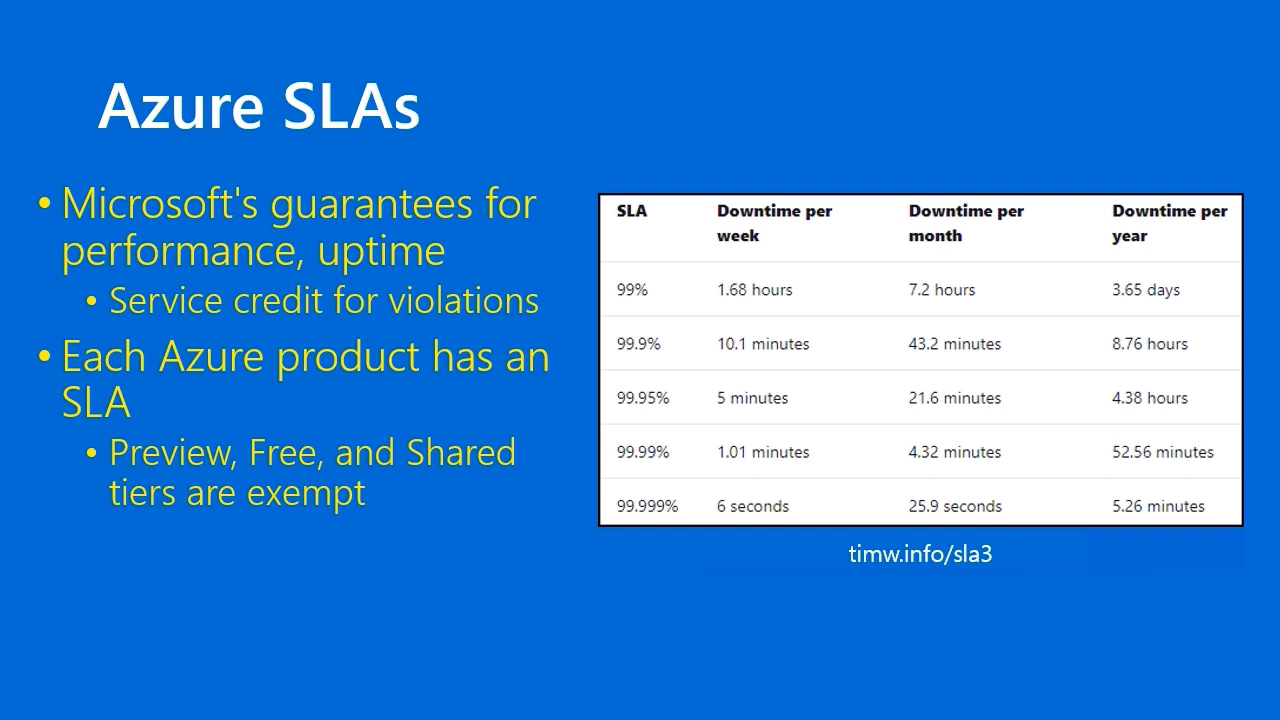 Azure SLAs
• Microsoft's guarantees for
performance, uptime
• Service credit for violations
• Each Azure product has an
SLA
• Preview, Free, and Shared
tiers are exempt
SLA Downtime per week Downtime per month Downtime per year
99% 1.68 hours 7.2 hours 3.65 days
99.9% 10.1 minutes 43.2 minutes 8.76 hours
99.95% 5 minutes 21.6 minutes 4.38 hours
99.99% 1.01 minutes 4.32 minutes 52.56 minutes
99.999% 6 seconds 25.9 seconds 5.26 minutes
timw.info/sla3